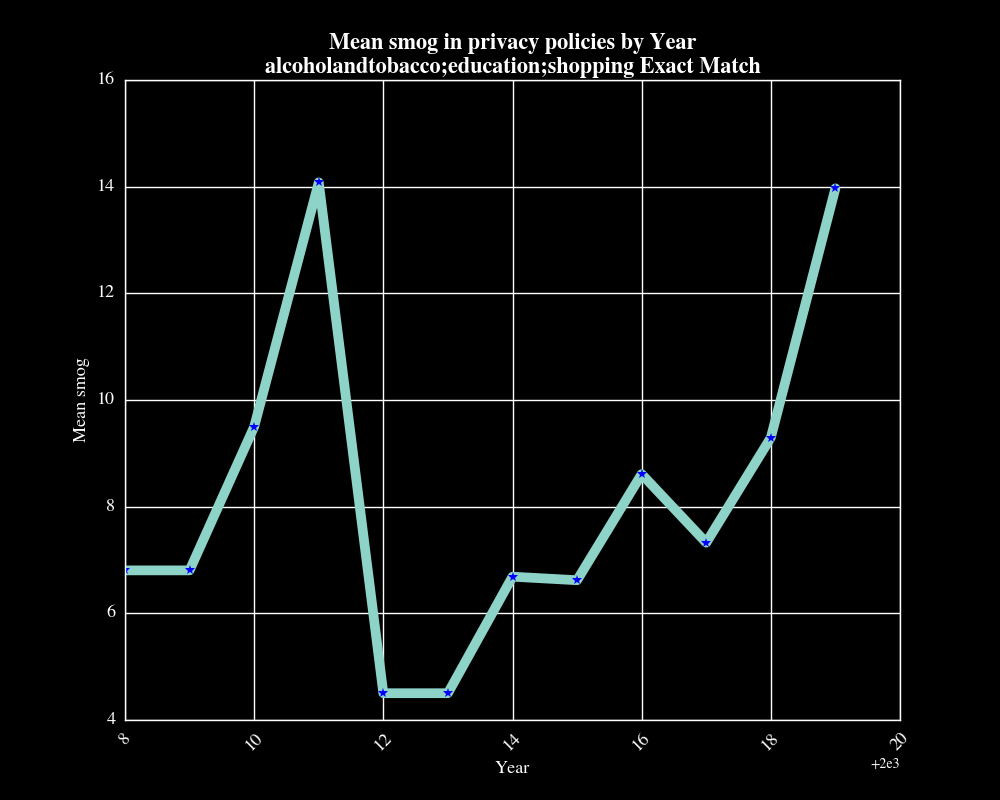 Mean smog in privacy policies by Year
alcoholandtobacco;education;shopping Exact Match
16
14
12
10
8
6
4
Mean smog
8
10
12
14
16
18
20
Year
+2e3